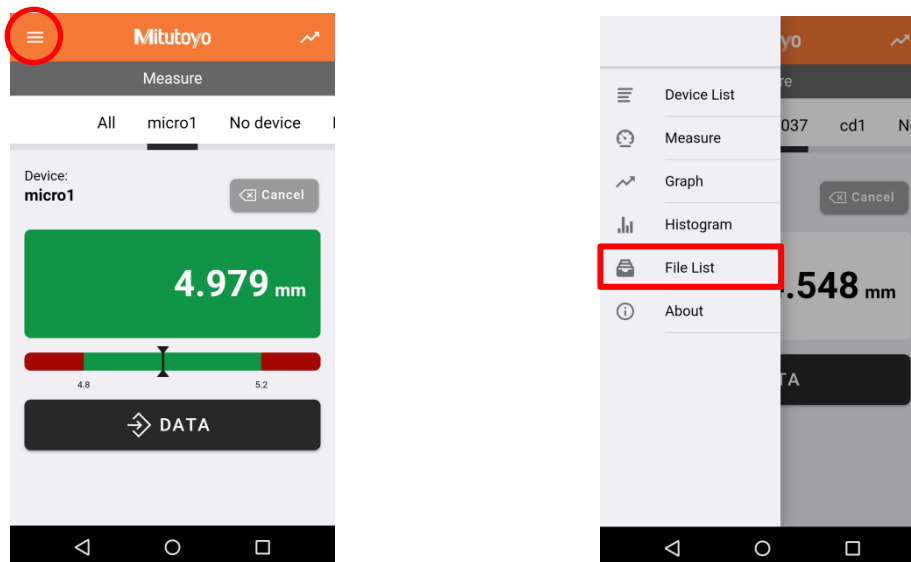 Mitutoyo
Measure
All micro1 No device
Device:
micro1
Cancel
4.979 mm
4.8 5.2
DATA
yo
re
Device List
037 cd1 N
Measure
Graph
Cancel
Histogram
File List
.548 mm
About
TA